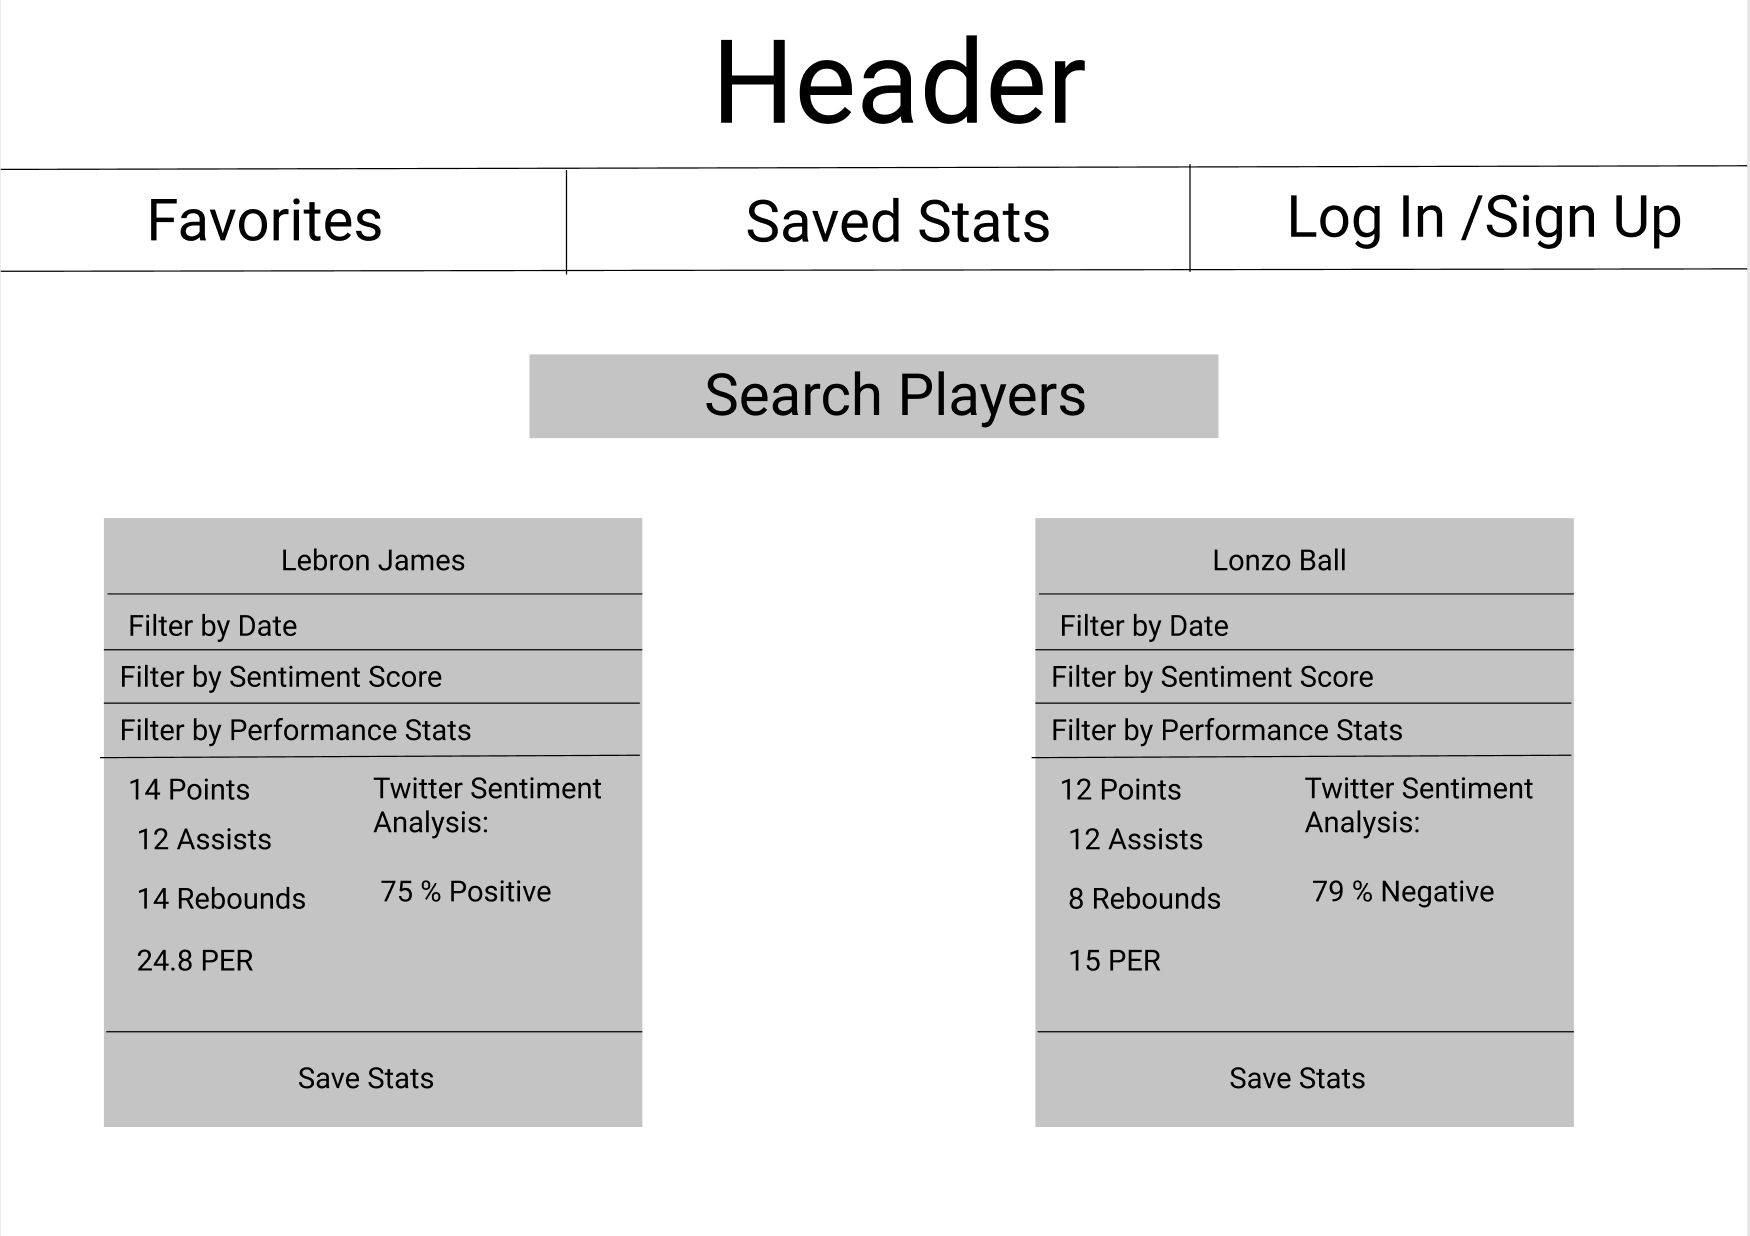 Header
Favorites
Saved Stats
Log In /Sign Up
Search Players
Lebron James
Filter by Date
Filter by Sentiment Score
Filter by Performance Stats
14 Points
12 Assists
14 Rebounds
24.8 PER
Twitter Sentiment
Analysis:
75 % Positive
Save Stats
Lonzo Ball
Filter by Date
Filter by Sentiment Score
Filter by Performance Stats
12 Points
12 Assists
8 Rebounds
15 PER
Twitter Sentiment
Analysis:
79 % Negative
Save Stats